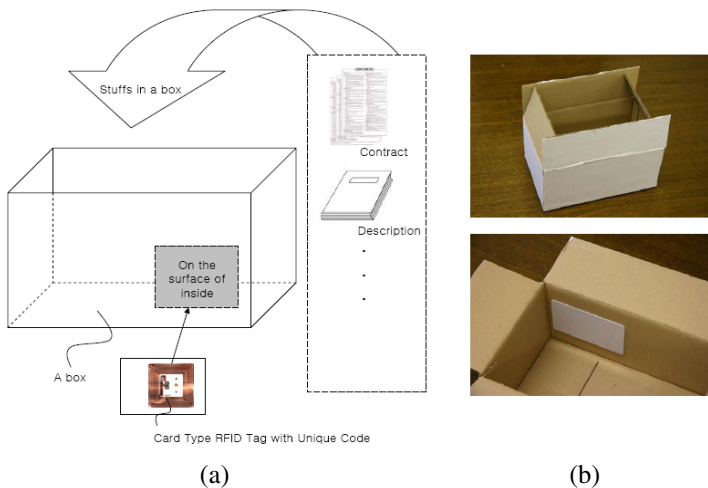 Stuffs in a box
Contract
Description
On the
surface of
inside
A box
Card Type RFID Tag with Unique Code
(a)
(b)